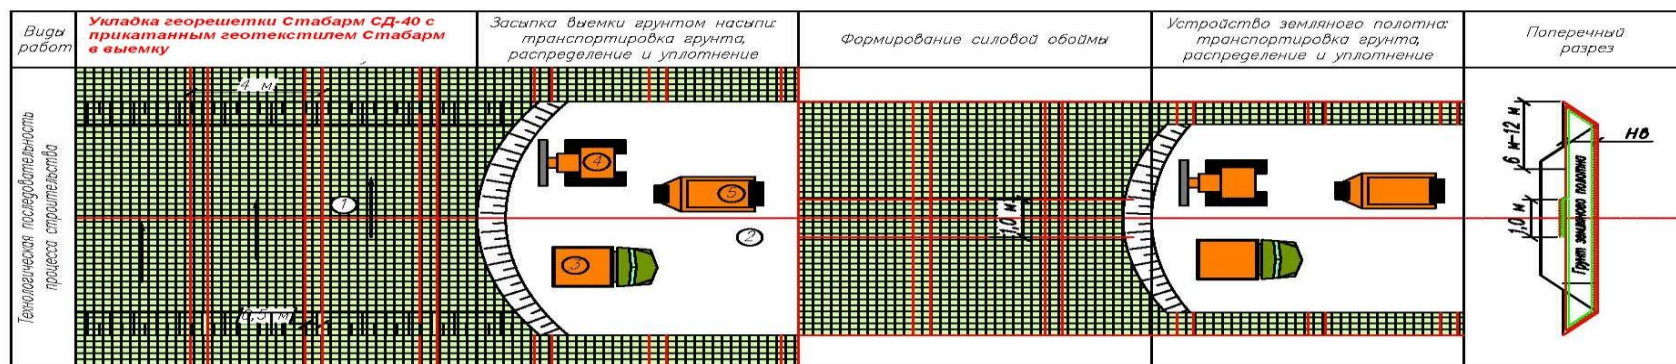 Виды
работ
Укладка георешетки Стабарм СД-40 с
прикатанным геотекстилем Стабарм
в выемку
Засыпка выемки грунтом насыпи:
транспортировка грунта,
распределение и уплотнение
Формирование силовой обоймы
Устройство земляного полотна:
транспортировка грунта,
распределение и уплотнение
Поперечный
разрез
Технологическая последовательность
процесса строительства
4 м
0,5 м
1
2
3
4
5
1,0 м
6 м-12 м
1,0 м
Нв
Грунт земляного полотна